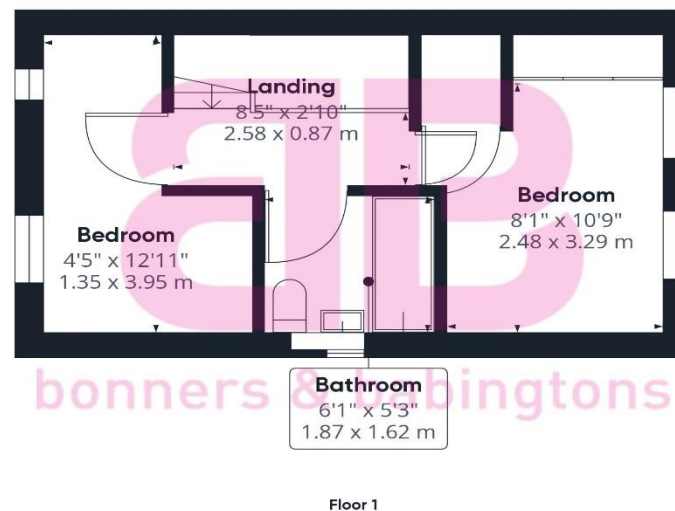 Landing
8'5" x 2'10"
2.58 x 0.87 m
Bedroom
8'1" x 10'9"
2.48 x 3.29 m
Bedroom
4'5" x 12'11"
1.35 x 3.95 m
Bathroom
6'1" x 5'3"
1.87 x 1.62 m
bonners & babingtons
Floor 1